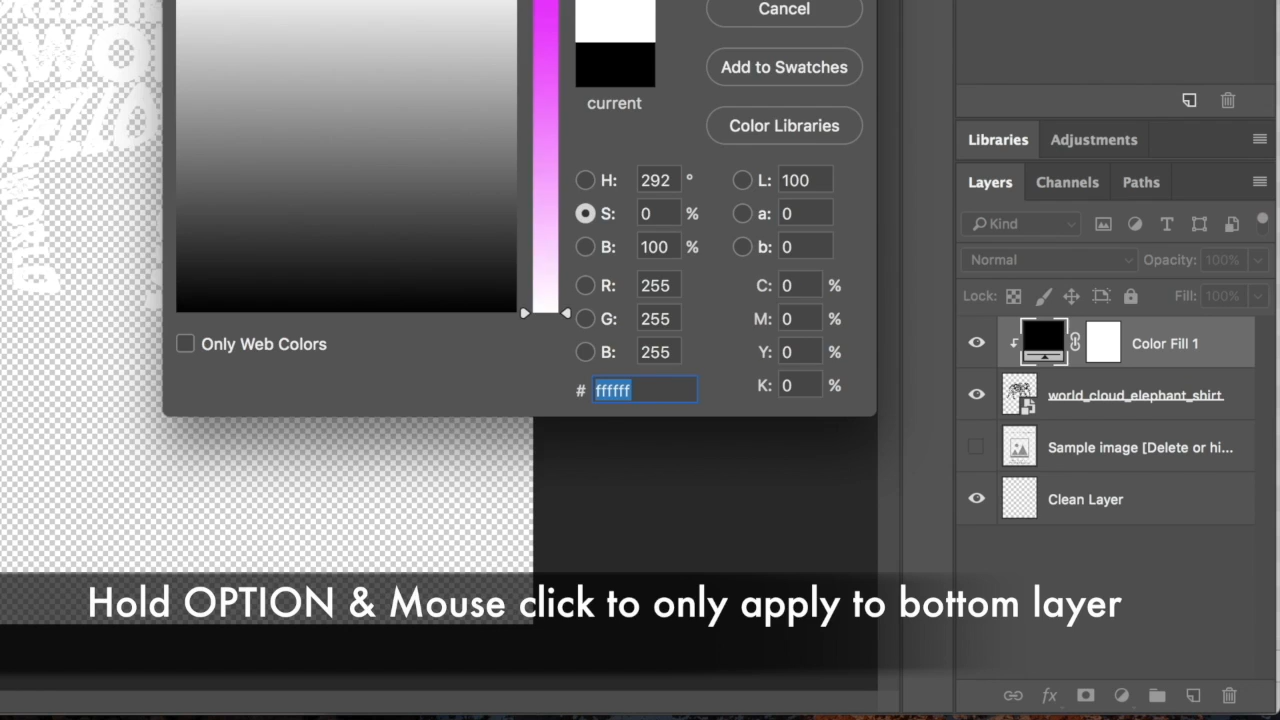 WO
WORLD
Cancel
Add to Swatches
current
Color Libraries
H: 292 ° L: 100
S: 0 % a: 0
B: 100 % b: 0
R: 255 C: 0 %
G: 255 M: 0 %
B: 255 Y: 0 %
# ffffff K: 0 %
Only Web Colors
Libraries Adjustments
Layers Channels Paths
Kind
Normal Opacity: 100%
Lock: Fill: 100%
Color Fill 1
world_cloud_elephant_shirt
Sample image [Delete or hi...
Clean Layer
fx
Hold OPTION & Mouse click to only apply to bottom layer